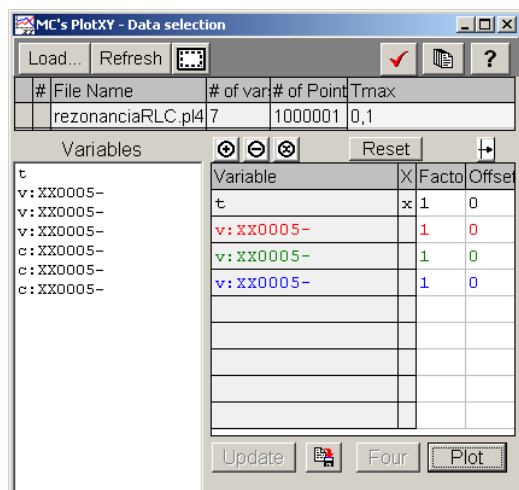 MC's PlotXY - Data selection
Load... Refresh ?
# File Name # of var # of Point Tmax
rezonanciaRLC.pl4 7 1000001 0,1
Variables Reset
t
v:XX0005-
v:XX0005-
v:XX0005-
c:XX0005-
c:XX0005-
c:XX0005-
Variable X Facto Offset
t x 1 0
v:XX0005- 1 0
v:XX0005- 1 0
v:XX0005- 1 0
Update Four Plot